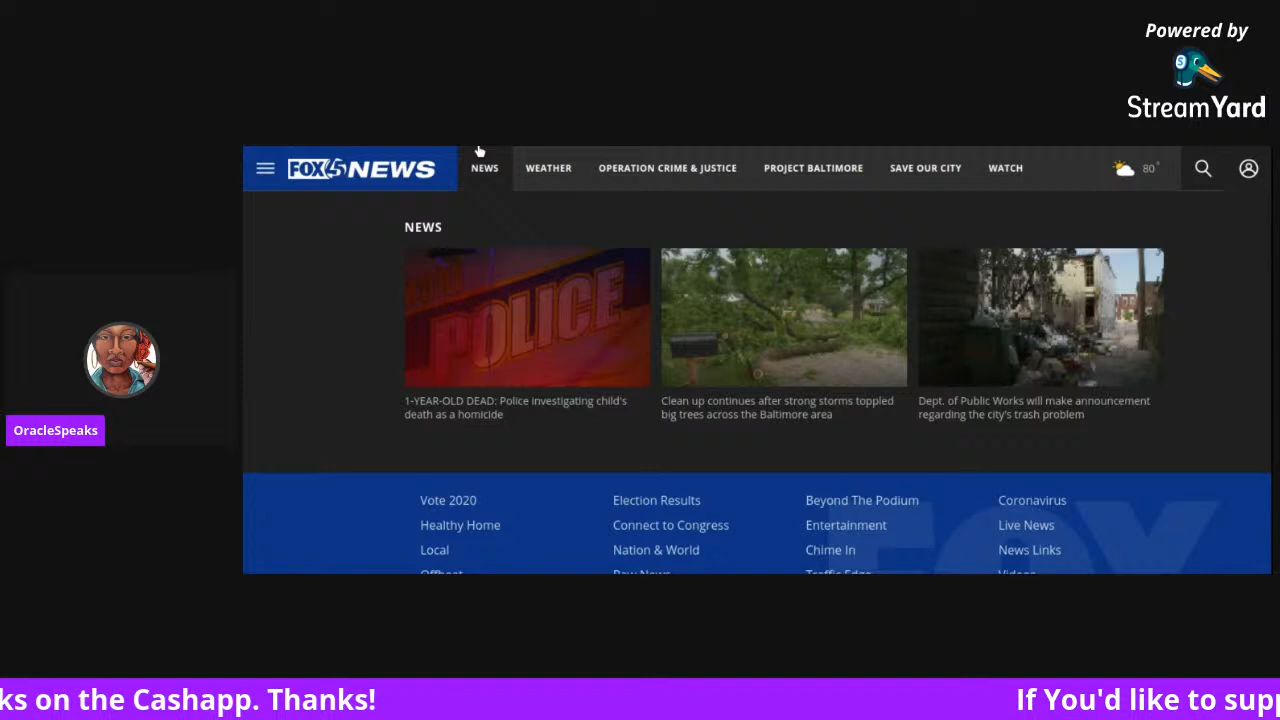 Powered by
StreamYard
FOX 5 NEWS
NEWS
WEATHER
OPERATION CRIME & JUSTICE
PROJECT BALTIMORE
SAVE OUR CITY
WATCH
80°
NEWS
POLICE
1-YEAR-OLD DEAD: Police investigating child's
death as a homicide
Clean up continues after strong storms toppled
big trees across the Baltimore area
Dept. of Public Works will make announcement
regarding the city's trash problem
OracleSpeaks
Vote 2020
Election Results
Beyond The Podium
Coronavirus
Healthy Home
Connect to Congress
Entertainment
Live News
Local
Nation & World
Chime In
News Links
FOX
ks on the Cashapp. Thanks!
If You'd like to supp